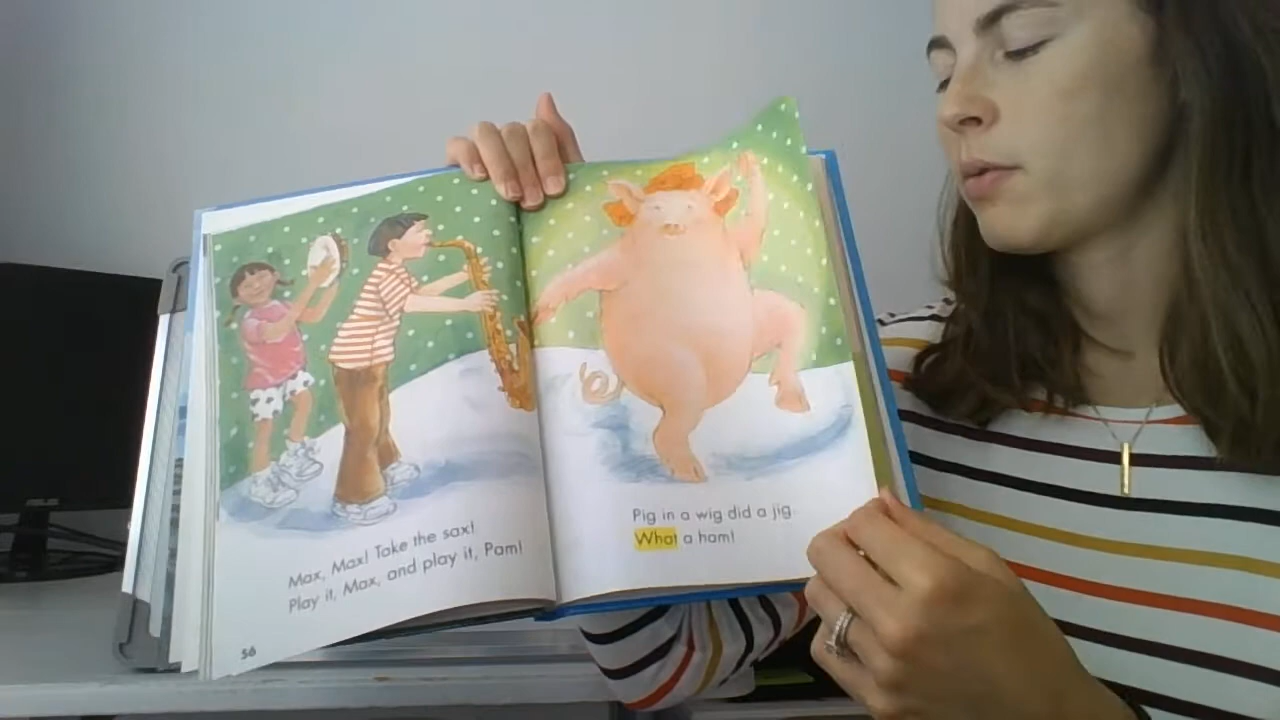 Max, Max! Take the sax!
Play it, Max, and play it, Pam!
56
Pig in a wig did a jig.
What a ham!